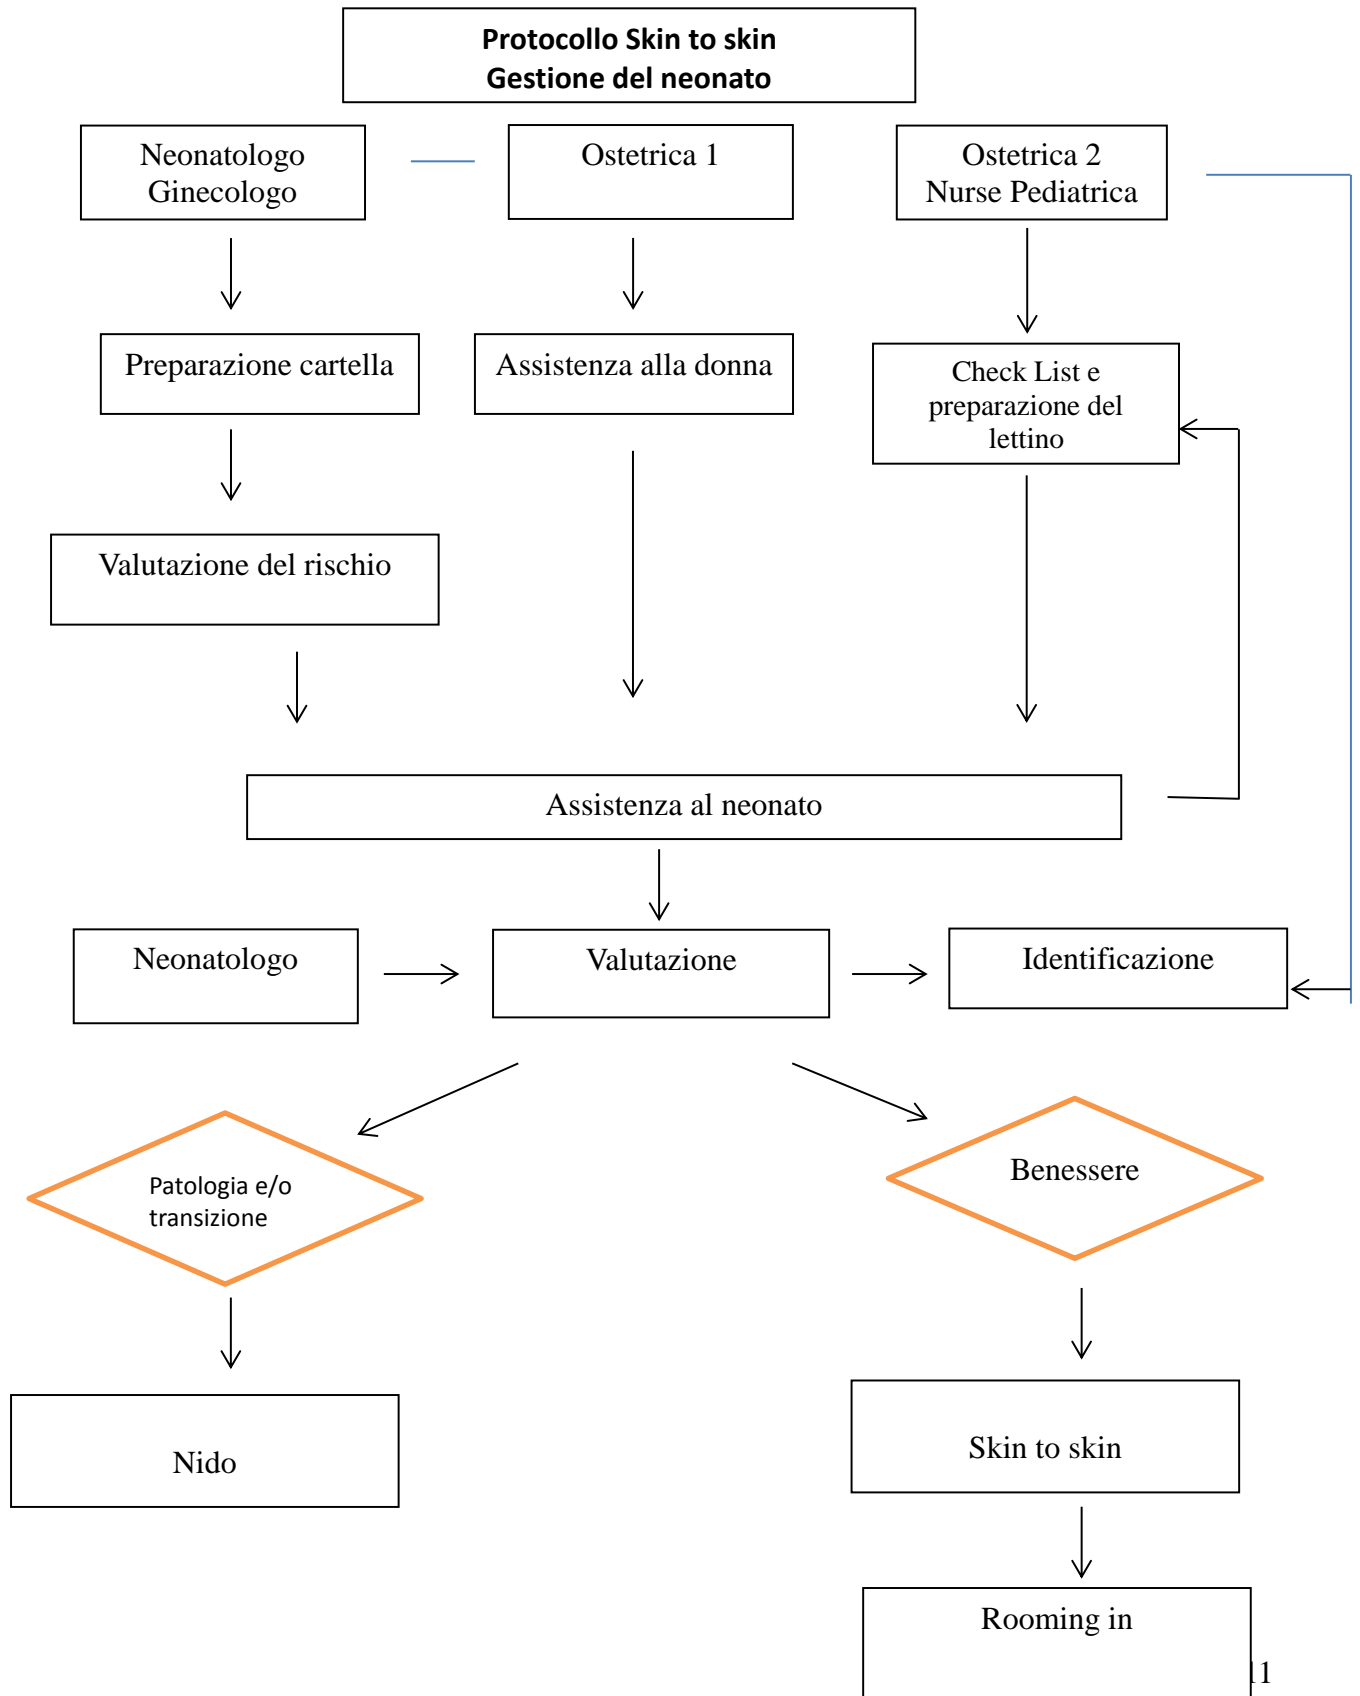 Protocollo Skin to skin
Gestione del neonato
Neonatologo
Ginecologo
Ostetrica 1
Ostetrica 2
Nurse Pediatrica
Preparazione cartella
Assistenza alla donna
Check List e
preparazione del
lettino
Valutazione del rischio
Assistenza al neonato
Neonatologo
Valutazione
Identificazione
Patologia e/o
transizione
Benessere
Nido
Skin to skin
Rooming in
11